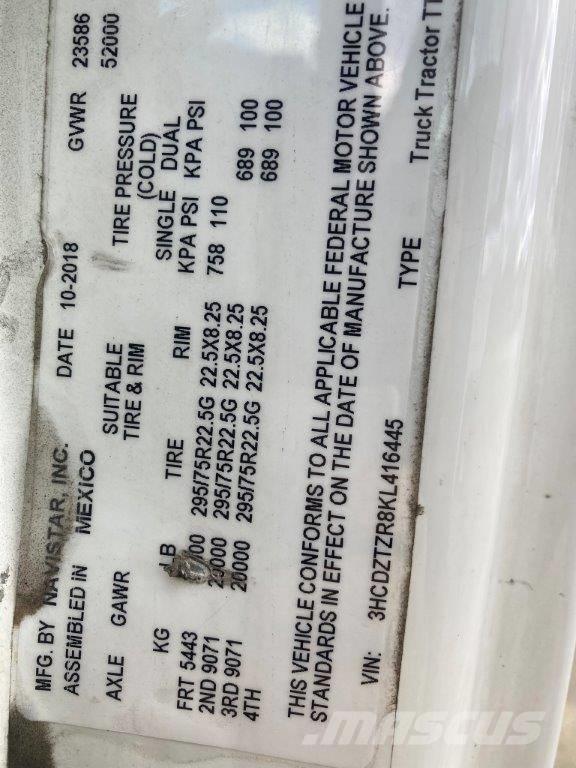 MFG. BY NAVISTAR, INC. DATE 10-2018 GVWR 23586
ASSEMBLED IN MEXICO 52000
AXLE GAWR SUITABLE TIRE PRESSURE
TIRE & RIM (COLD)
SINGLE DUAL
KG LB TIRE RIM KPA PSI KPA PSI
FRT 5443 295/75R22.5G 22.5X8.25 758 110
2ND 9071 20000 295/75R22.5G 22.5X8.25 689 100
3RD 9071 20000 295/75R22.5G 22.5X8.25 689 100
4TH
THIS VEHICLE CONFORMS TO ALL APPLICABLE FEDERAL MOTOR VEHICLE
STANDARDS IN EFFECT ON THE DATE OF MANUFACTURE SHOWN ABOVE.
VIN: 3HCDZTZR8KL416445 TYPE Truck Tractor
mascus